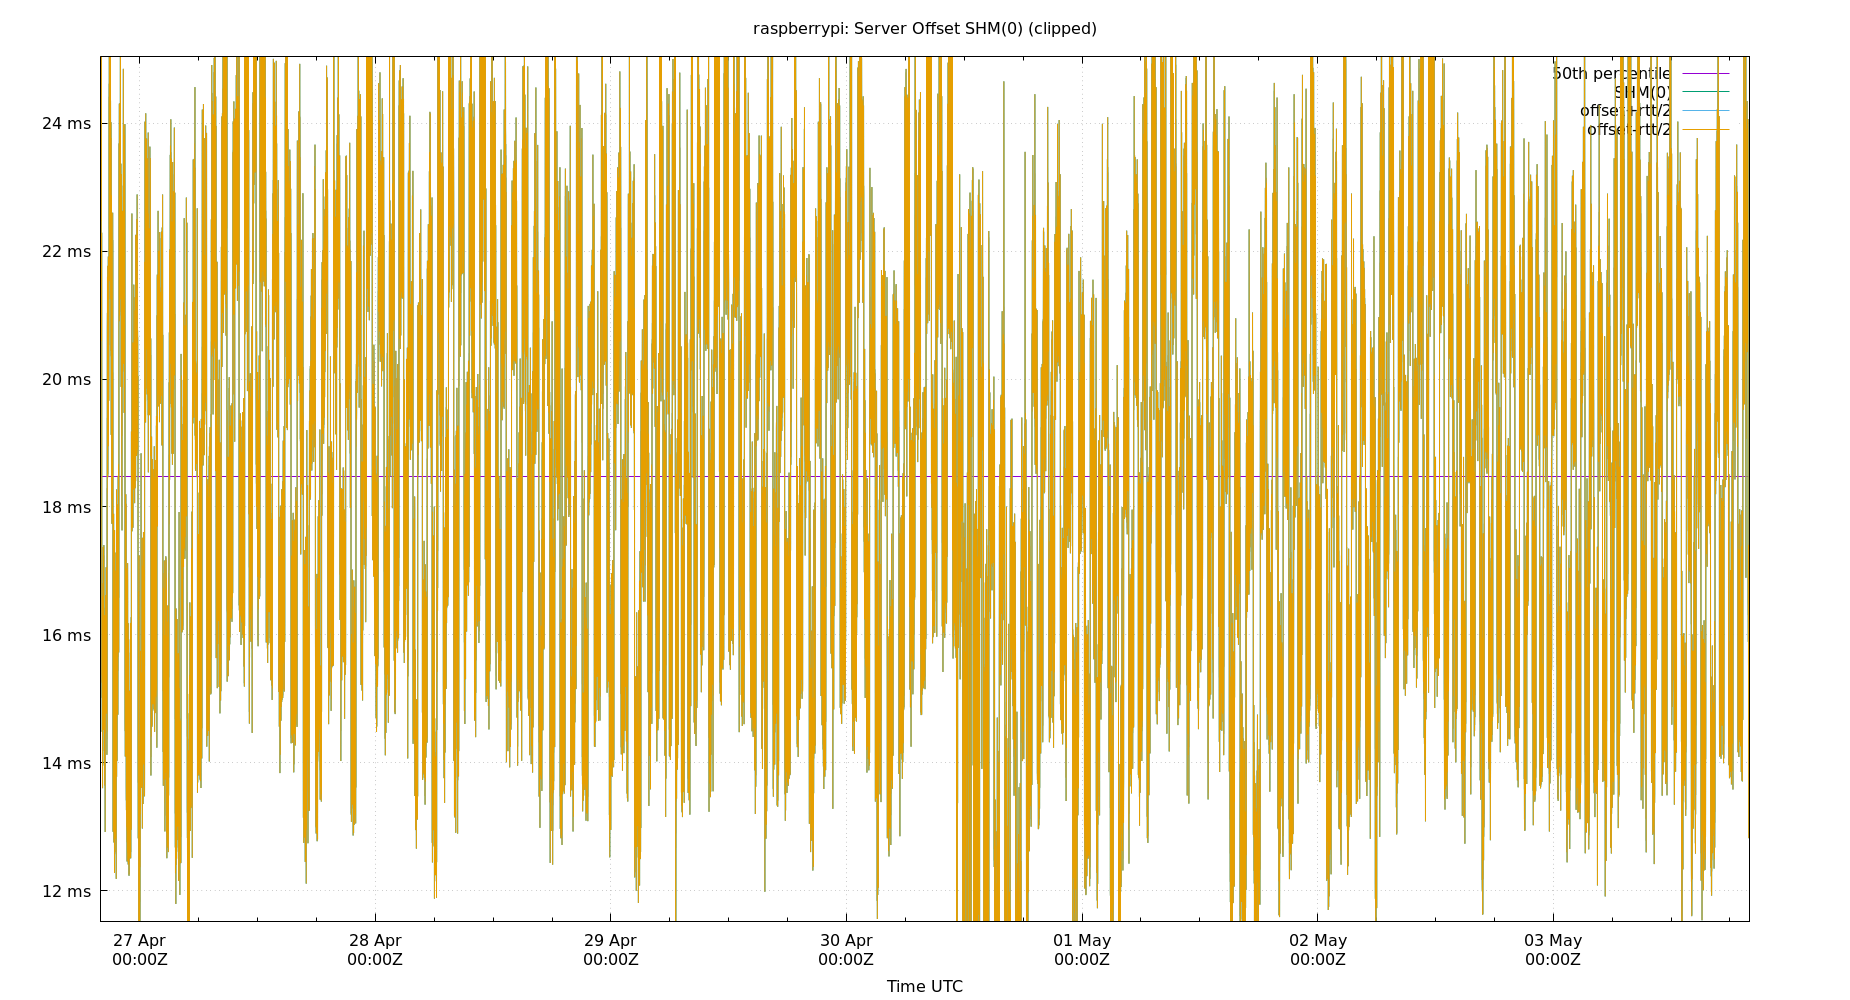 raspberrypi: Server Offset SHM(0) (clipped)
50th percentile
SHM(0)
offset+rtt/2
offset-rtt/2
24 ms
22 ms
20 ms
18 ms
16 ms
14 ms
12 ms
27 Apr 28 Apr 29 Apr 30 Apr 01 May 02 May 03 May
00:00Z 00:00Z 00:00Z 00:00Z 00:00Z 00:00Z 00:00Z
Time UTC